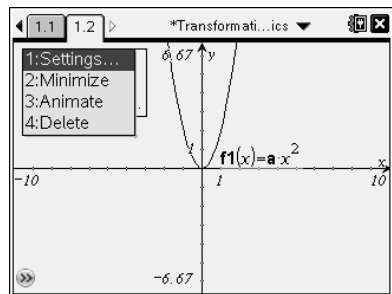 1.1 1.2 *Transformati...ics
1:Settings...
2:Minimize
3:Animate
4:Delete
6.67 y
1
f1(x)=a·x²
x
-10 1 10
-6.67